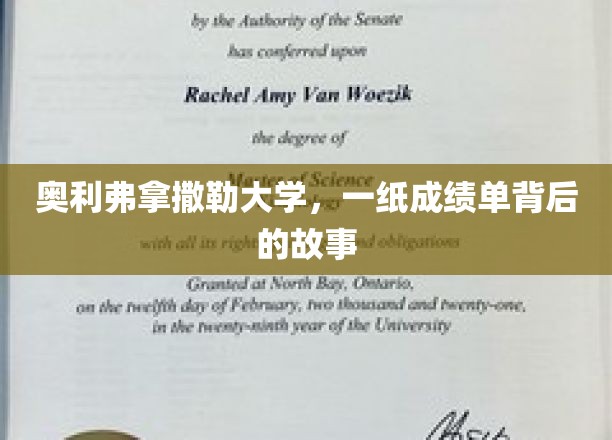 by the Authority of the Senate
has conferred upon
Rachel Amy Van Woezik
the degree of
Master of Science
奥利弗拿撒勒大学，一纸成绩单背后
的故事
with all its rights and obligations
Granted at North Bay, Ontario,
on the twelfth day of February, two thousand and twenty-one,
in the twenty-ninth year of the University